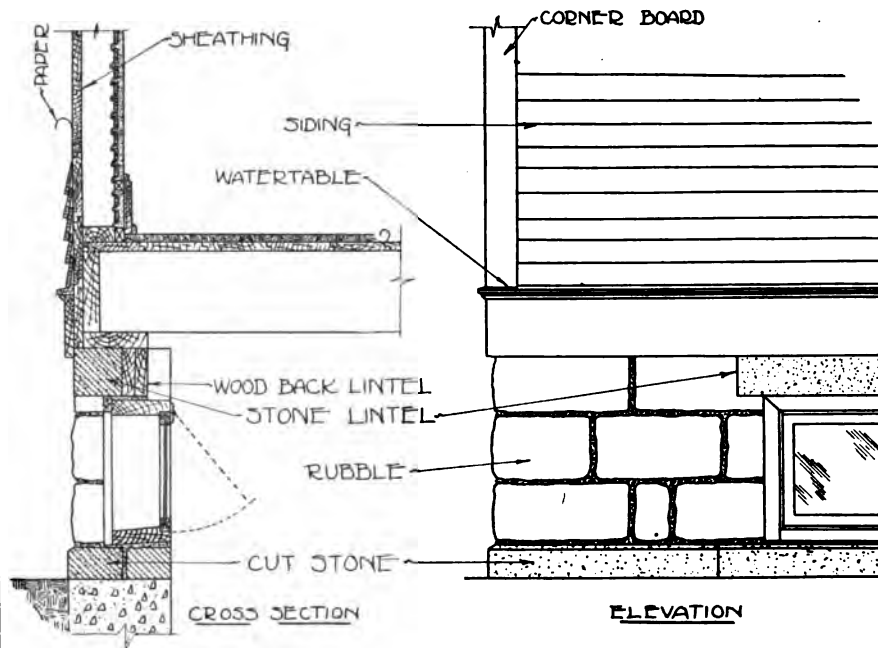 CORNER BOARD
SHEATHING
PAPER
SIDING
WATERTABLE
WOOD BACK LINTEL
STONE LINTEL
RUBBLE
CUT STONE
CROSS SECTION
ELEVATION